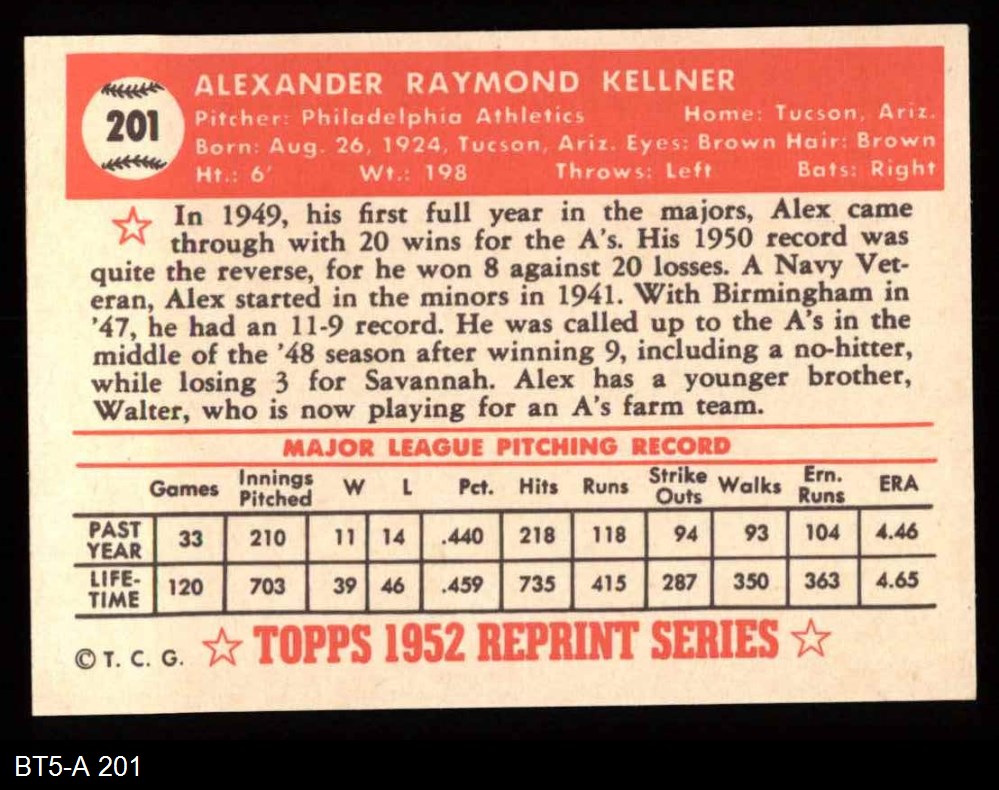 201
ALEXANDER RAYMOND KELLNER
Pitcher: Philadelphia Athletics Home: Tucson, Ariz.
Born: Aug. 26, 1924, Tucson, Ariz. Eyes: Brown Hair: Brown
Ht.: 6' Wt.: 198 Throws: Left Bats: Right
In 1949, his first full year in the majors, Alex came
through with 20 wins for the A's. His 1950 record was
quite the reverse, for he won 8 against 20 losses. A Navy Vet-
eran, Alex started in the minors in 1941. With Birmingham in
'47, he had an 11-9 record. He was called up to the A's in the
middle of the '48 season after winning 9, including a no-hitter,
while losing 3 for Savannah. Alex has a younger brother,
Walter, who is now playing for an A's farm team.
MAJOR LEAGUE PITCHING RECORD
Games Innings Pitched W L Pct. Hits Runs Strike Outs Walks Ern. Runs ERA
PAST YEAR 33 210 11 14 .440 218 118 94 93 104 4.46
LIFE-TIME 120 703 39 46 .459 735 415 287 350 363 4.65
© T. C. G. TOPPS 1952 REPRINT SERIES
BT5-A 201